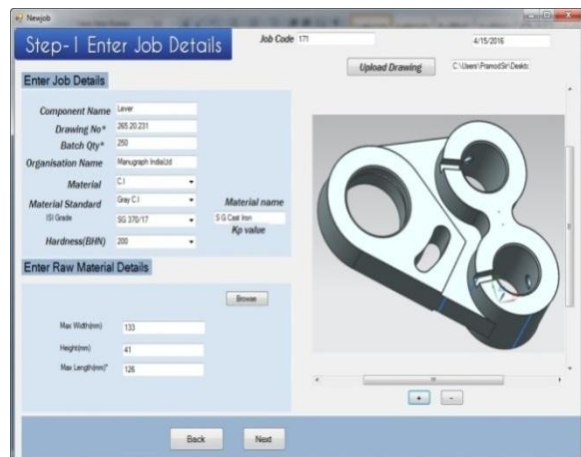 Newjob
Step-1 Enter Job Details
Job Code 171
4/15/2016
Upload Drawing
C:\Users\PramodSir\Deskto
Enter Job Details
Component Name Lever
Drawing No* 265.20.231
Batch Qty* 250
Organisation Name Manugraph IndiaLtd
Material C.I
Material Standard Gray C.I
Material name
ISI Grade SG 370/17
S G Cast Iron
Kp value
Hardness(BHN) 200
Enter Raw Material Details
Browse
Max Width(mm) 133
Height(mm) 41
Max Length(mm)* 126
+ -
Back Next